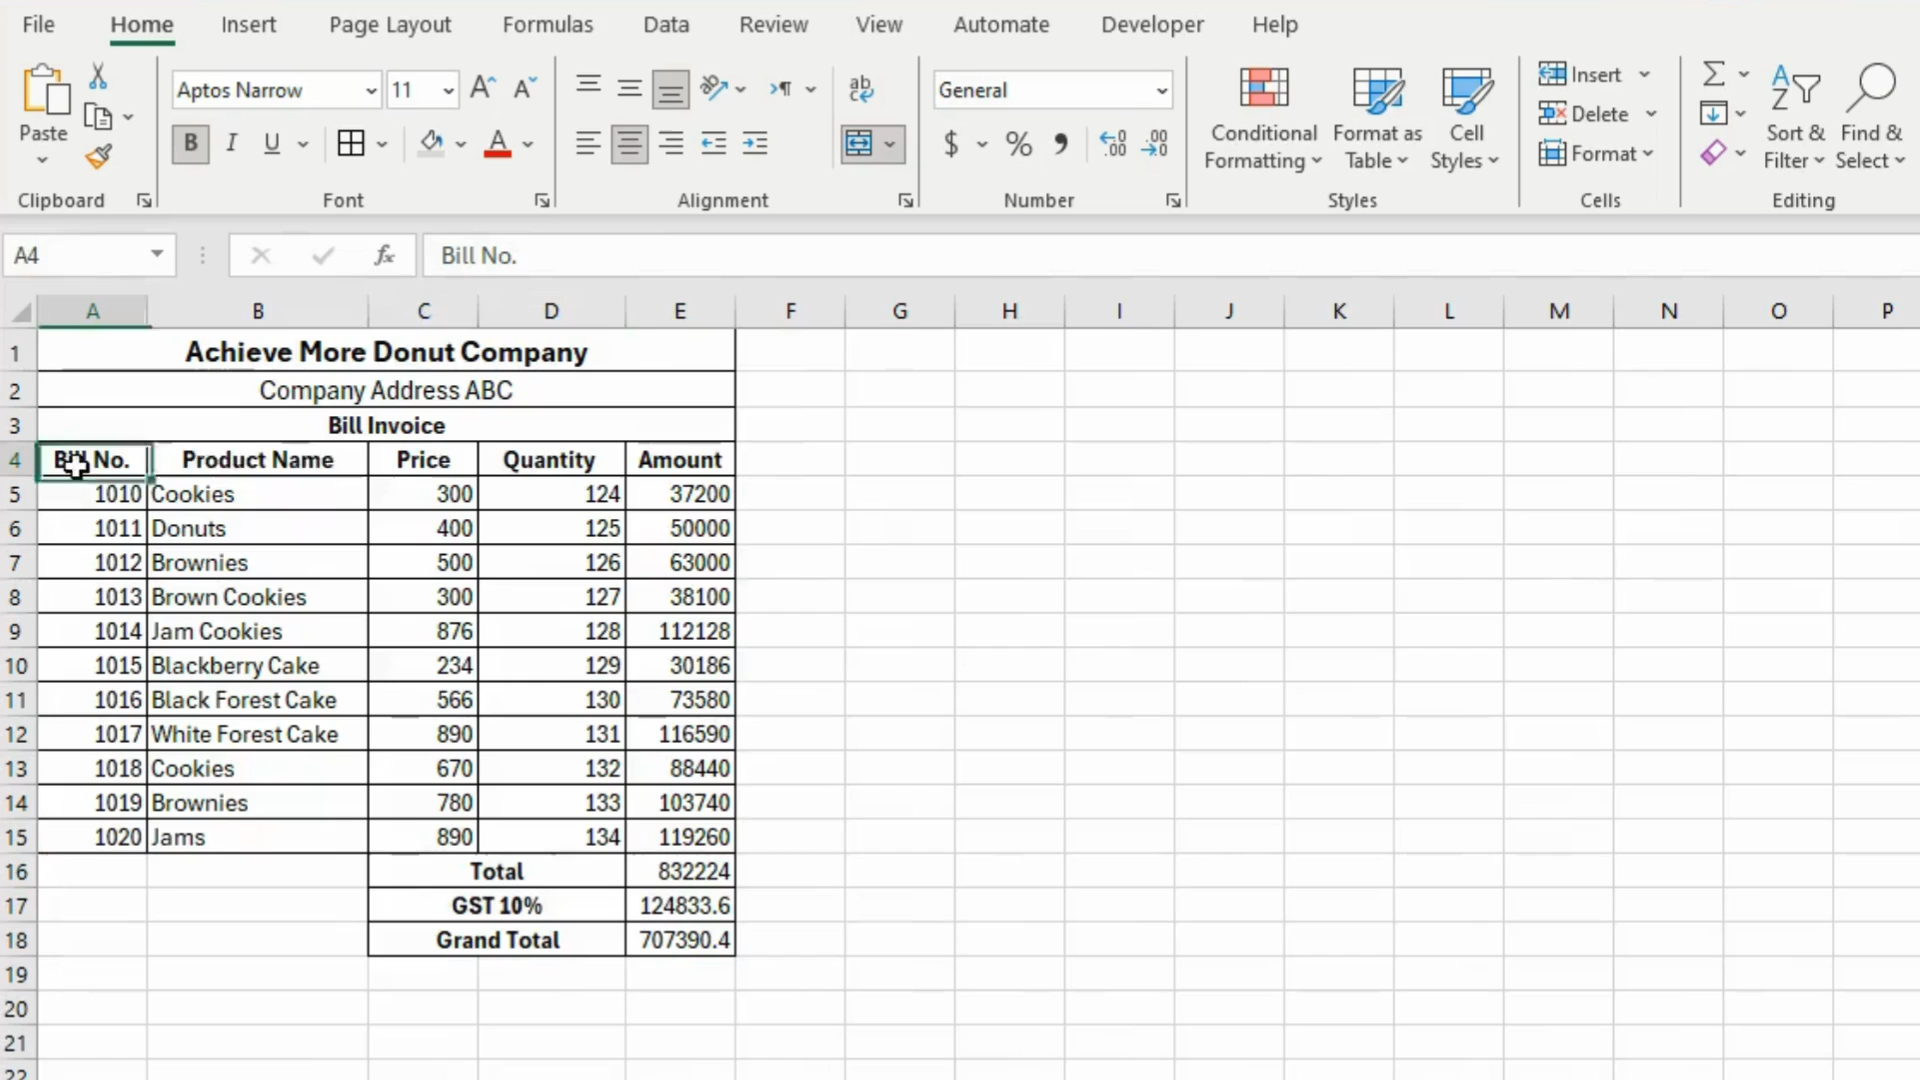 File Home Insert Page Layout Formulas Data Review View Automate Developer Help
Paste
Aptos Narrow 11 A A
B I U A
ab
General
$ % 9 .00 .00
Conditional Formatting
Format as Table
Cell Styles
Insert
Delete
Format
Sort & Filter
Find & Select
Clipboard Font Alignment Number Styles Cells Editing
A4 fx Bill No.
A B C D E F G H I J K L M N O P
1 Achieve More Donut Company
2 Company Address ABC
3 Bill Invoice
4 Bill No. Product Name Price Quantity Amount
5 1010 Cookies 300 124 37200
6 1011 Donuts 400 125 50000
7 1012 Brownies 500 126 63000
8 1013 Brown Cookies 300 127 38100
9 1014 Jam Cookies 876 128 112128
10 1015 Blackberry Cake 234 129 30186
11 1016 Black Forest Cake 566 130 73580
12 1017 White Forest Cake 890 131 116590
13 1018 Cookies 670 132 88440
14 1019 Brownies 780 133 103740
15 1020 Jams 890 134 119260
16 Total 832224
17 GST 10% 124833.6
18 Grand Total 707390.4
19
20
21
22